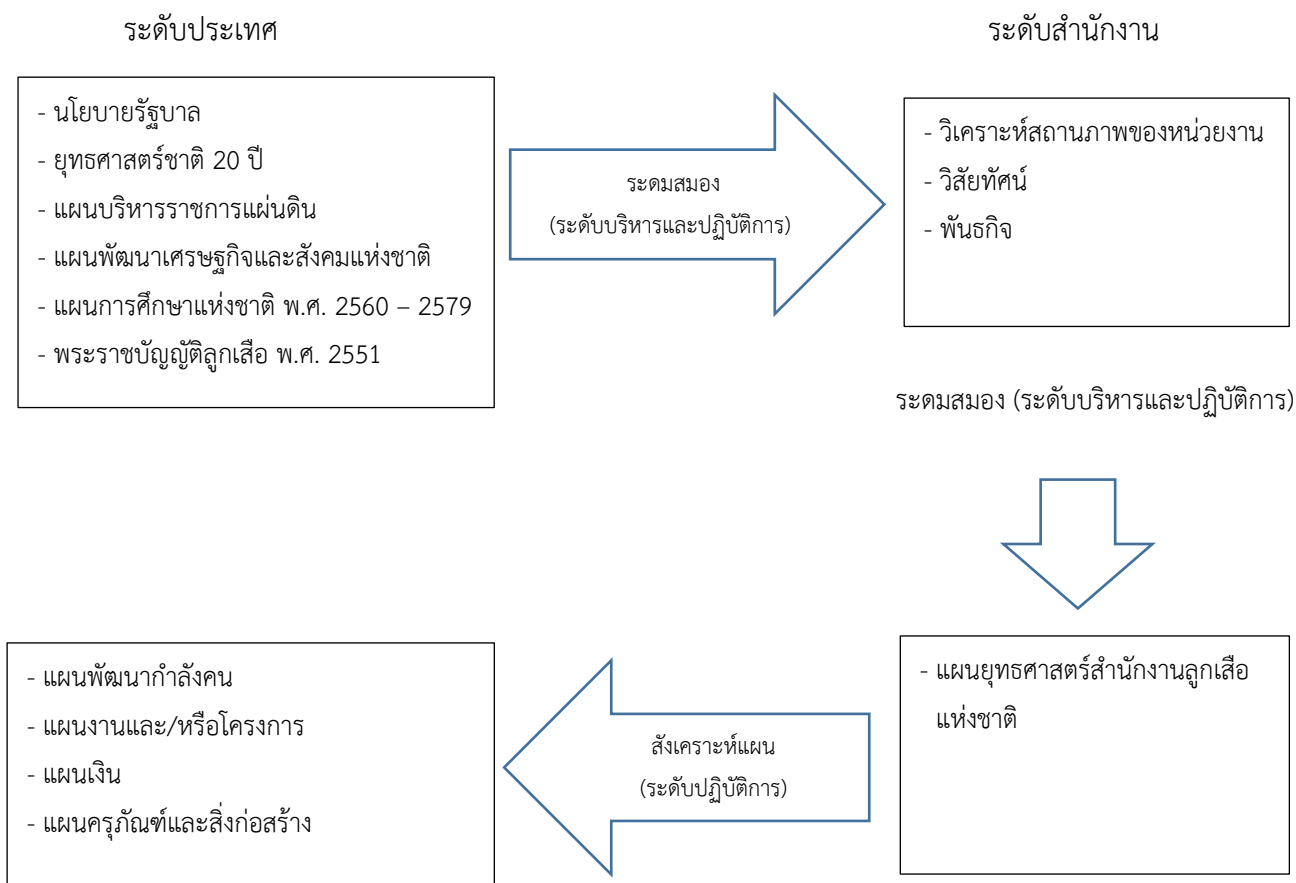 ระดับประเทศ
ระดับสำนักงาน
- นโยบายรัฐบาล
- ยุทธศาสตร์ชาติ 20 ปี
- แผนบริหารราชการแผ่นดิน
- แผนพัฒนาเศรษฐกิจและสังคมแห่งชาติ
- แผนการศึกษาแห่งชาติ พ.ศ. 2560 – 2579
- พระราชบัญญัติลูกเสือ พ.ศ. 2551
ระดมสมอง
(ระดับบริหารและปฏิบัติการ)
- วิเคราะห์สถานภาพของหน่วยงาน
- วิสัยทัศน์
- พันธกิจ
ระดมสมอง (ระดับบริหารและปฏิบัติการ)
- แผนยุทธศาสตร์สำนักงานลูกเสือ
แห่งชาติ
สังเคราะห์แผน
(ระดับปฏิบัติการ)
- แผนพัฒนากำลังคน
- แผนงานและ/หรือโครงการ
- แผนเงิน
- แผนครุภัณฑ์และสิ่งก่อสร้าง